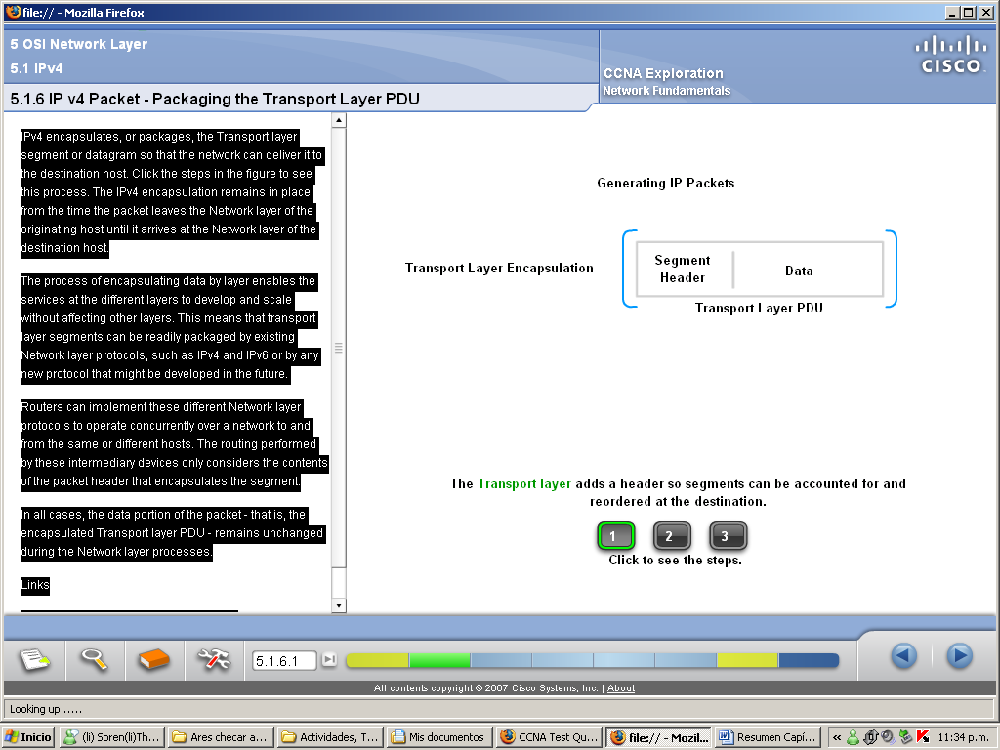 file:// - Mozilla Firefox
5 OSI Network Layer
5.1 IPv4
CISCO
CCNA Exploration
Network Fundamentals
5.1.6 IP v4 Packet - Packaging the Transport Layer PDU
IPv4 encapsulates, or packages, the Transport layer
segment or datagram so that the network can deliver it to
the destination host. Click the steps in the figure to see
this process. The IPv4 encapsulation remains in place
from the time the packet leaves the Network layer of the
originating host until it arrives at the Network layer of the
destination host.
The process of encapsulating data by layer enables the
services at the different layers to develop and scale
without affecting other layers. This means that transport
layer segments can be readily packaged by existing
Network layer protocols, such as IPv4 and IPv6 or by any
new protocol that might be developed in the future.
Routers can implement these different Network layer
protocols to operate concurrently over a network to and
from the same or different hosts. The routing performed
by these intermediary devices only considers the contents
of the packet header that encapsulates the segment.
In all cases, the data portion of the packet - that is, the
encapsulated Transport layer PDU - remains unchanged
during the Network layer processes.
Links
Generating IP Packets
Transport Layer Encapsulation
Segment
Header
Data
Transport Layer PDU
The Transport layer adds a header so segments can be accounted for and
reordered at the destination.
1 2 3
Click to see the steps.
5.1.6.1
All contents copyright © 2007 Cisco Systems, Inc. | About
Looking up .....
Inicio (li) Soren(li)Th... Ares checar a... Actividades, T... Mis documentos CCNA Test Qu... file:// - Mozil... Resumen Capí... « 11:34 p.m.